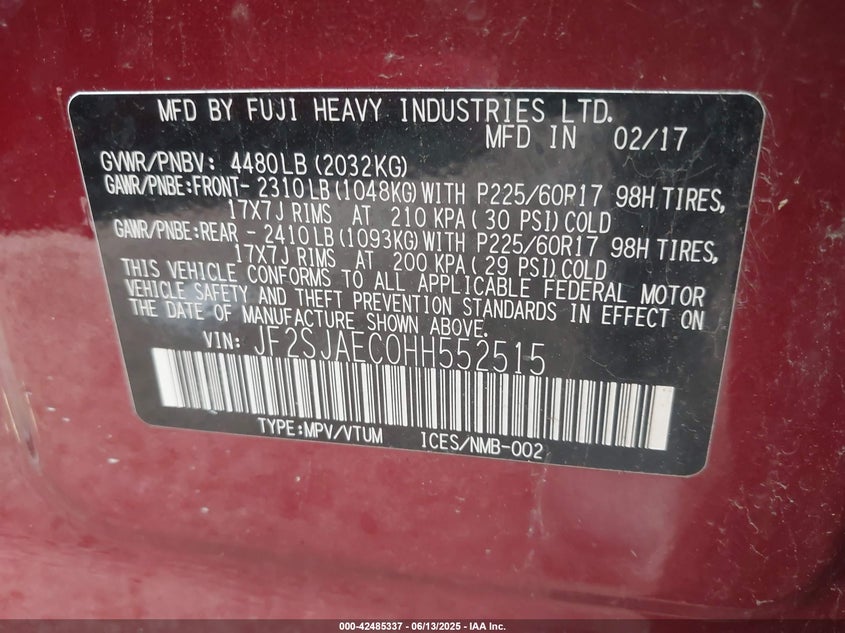 MFD BY FUJI HEAVY INDUSTRIES LTD.
MFD IN 02/17
GVWR/PNBV: 4480LB (2032KG)
GAWR/PNBE:FRONT- 2310LB (1048KG) WITH P225/60R17 98H TIRES,
17X7J RIMS AT 210 KPA (30 PSI) COLD
GAWR/PNBE:REAR - 2410LB (1093KG) WITH P225/60R17 98H TIRES,
17X7J RIMS AT 200 KPA (29 PSI) COLD
THIS VEHICLE CONFORMS TO ALL APPLICABLE FEDERAL MOTOR
VEHICLE SAFETY AND THEFT PREVENTION STANDARDS IN EFFECT ON
THE DATE OF MANUFACTURE SHOWN ABOVE.
VIN: JF2SJAEC0HH552515
TYPE:MPV/VTUM ICES/NMB-002
000-42485337 - 06/13/2025 - IAA Inc.